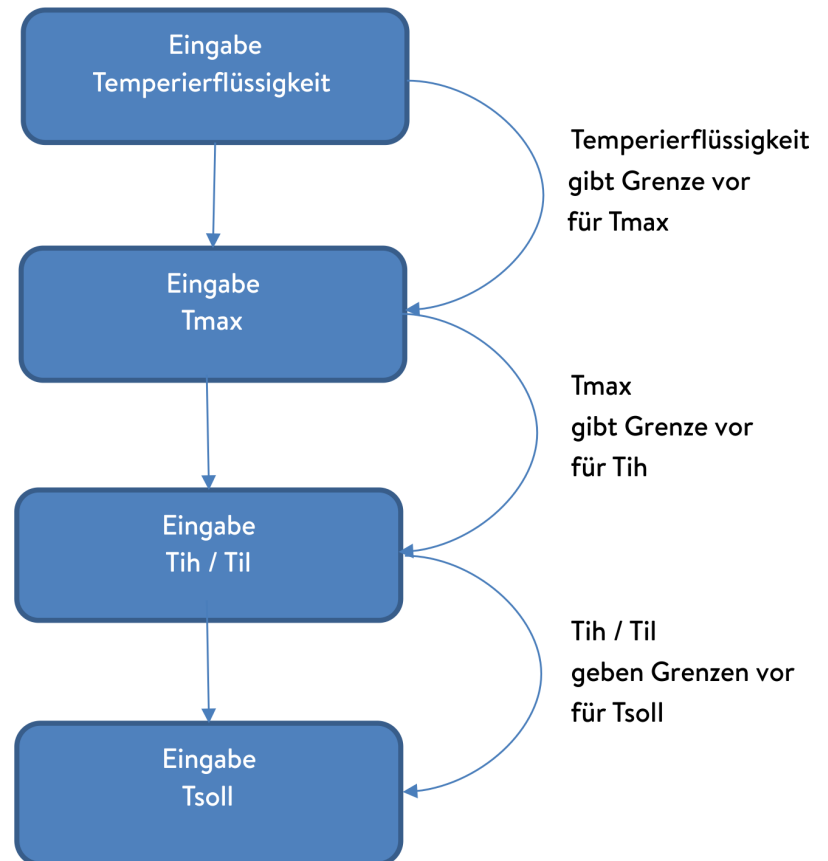 Eingabe
Temperierflüssigkeit
Temperierflüssigkeit
gibt Grenze vor
für Tmax
Eingabe
Tmax
Tmax
gibt Grenze vor
für Tih
Eingabe
Tih / Til
Tih / Til
geben Grenzen vor
für Tsoll
Eingabe
Tsoll